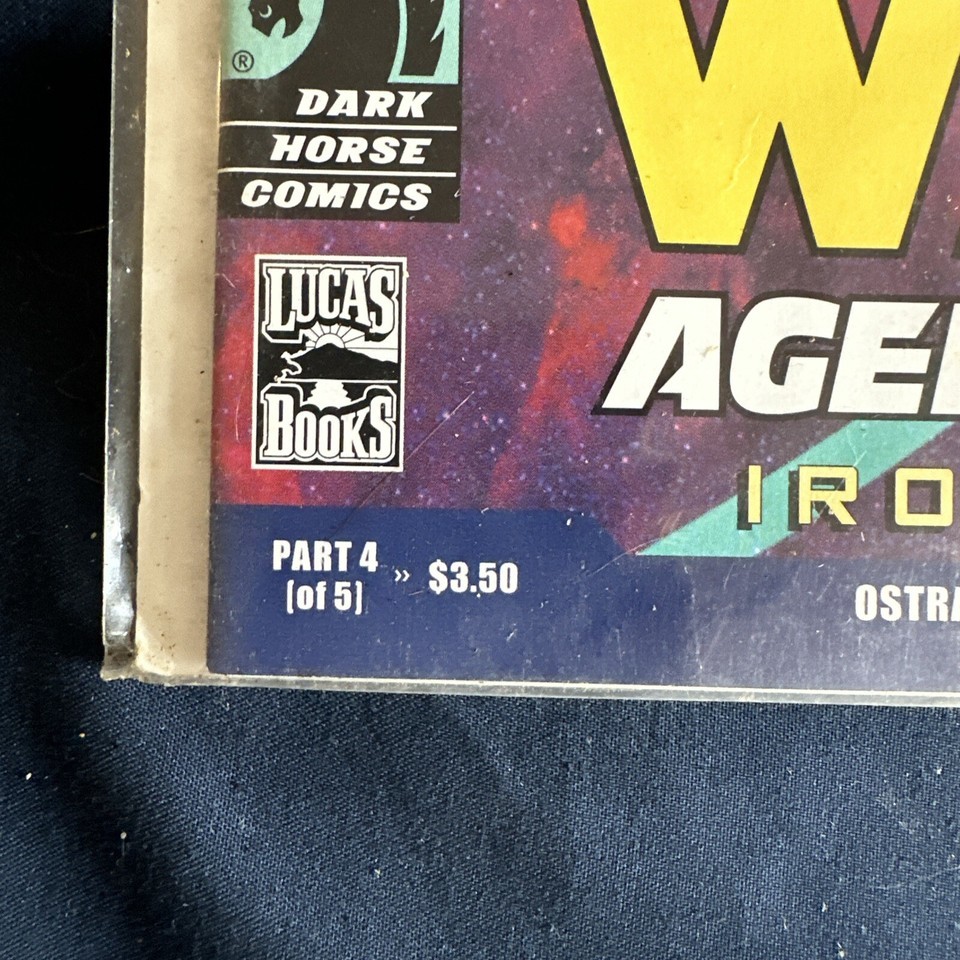 ®
DARK
HORSE
COMICS
W
LUCAS
BOOKS
AGE
IRO
PART 4
(of 5)
»
$3.50
OSTRA